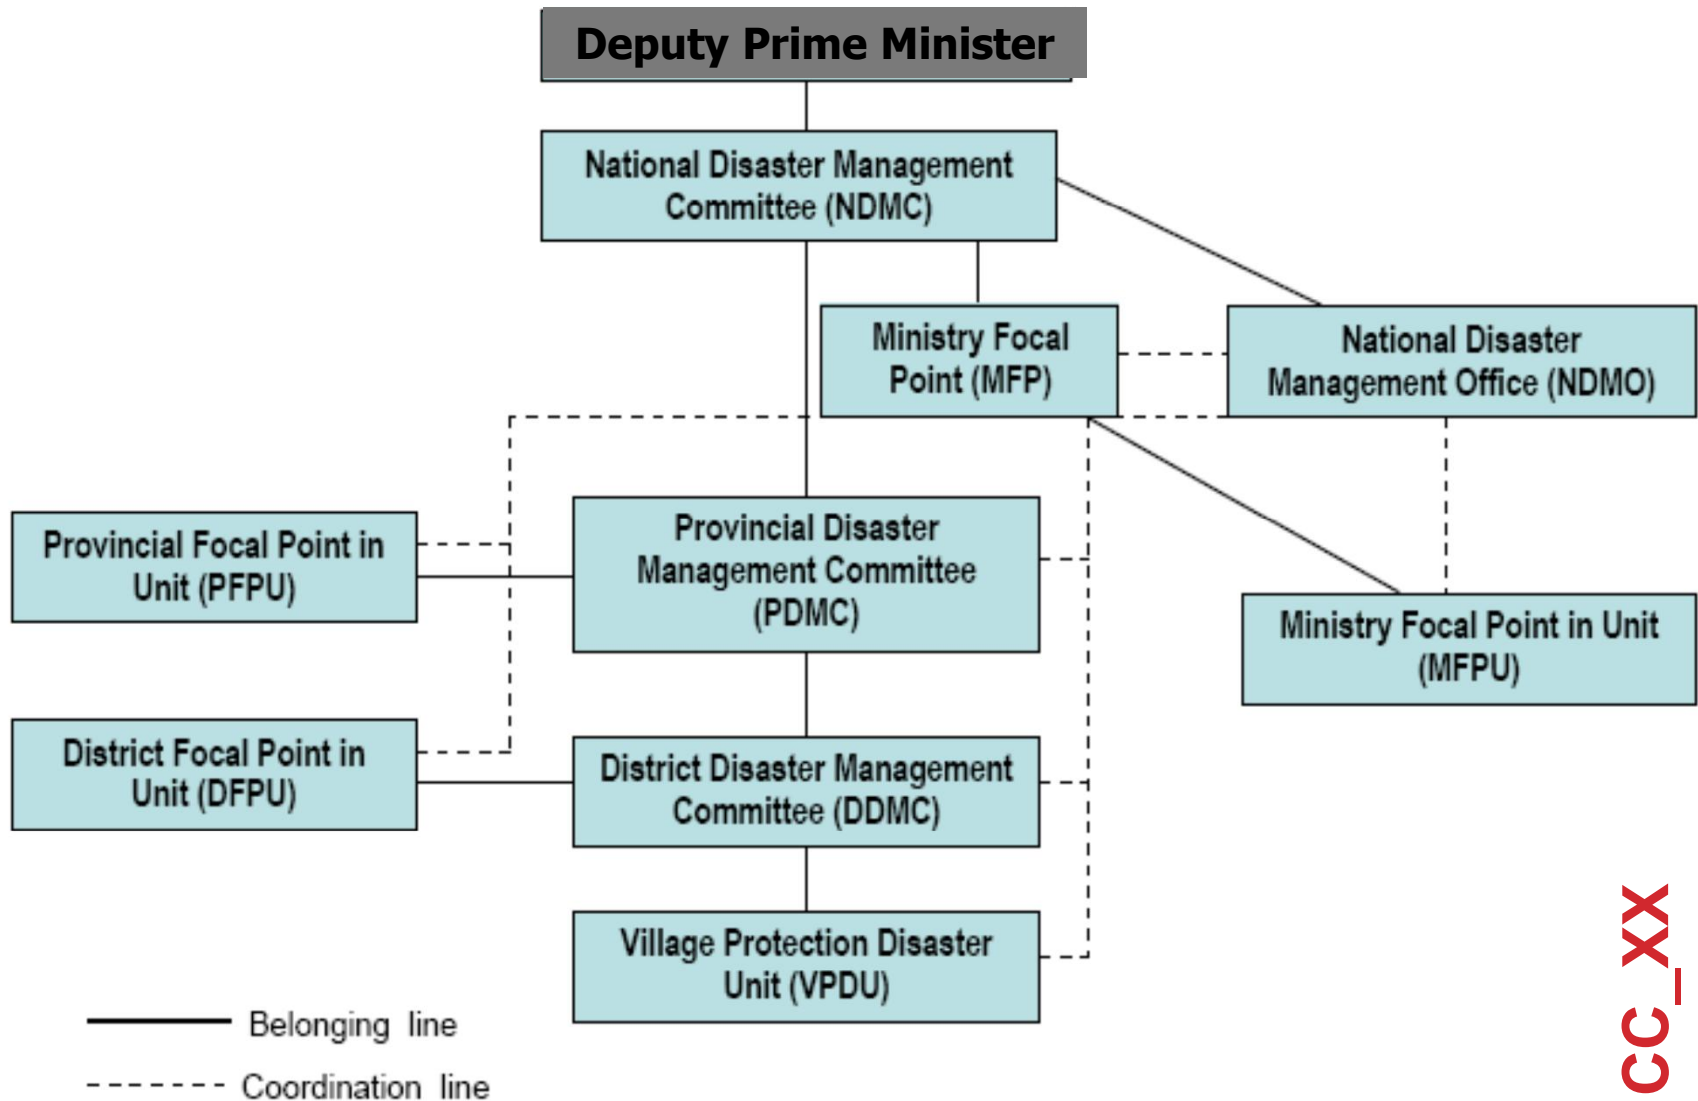 Deputy Prime Minister
National Disaster Management
Committee (NDMC)
Ministry Focal
Point (MFP)
National Disaster
Management Office (NDMO)
Provincial Focal Point in
Unit (PFPU)
Provincial Disaster
Management Committee
(PDMC)
Ministry Focal Point in Unit
(MFPU)
District Focal Point in
Unit (DFPU)
District Disaster Management
Committee (DDMC)
Village Protection Disaster
Unit (VPDU)
Belonging line
Coordination line
CC_XX